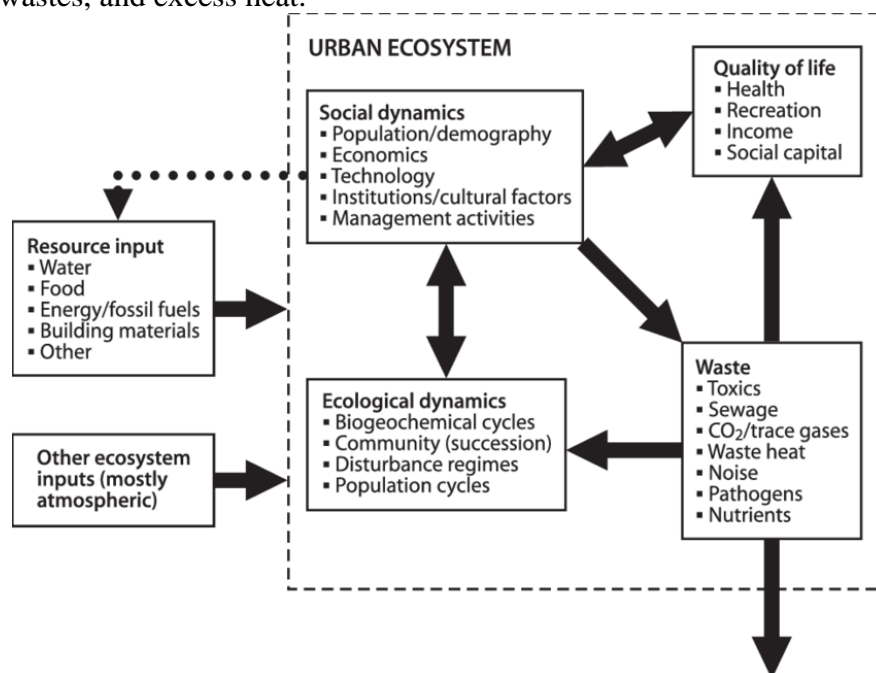 wastes, and excess heat.
URBAN ECOSYSTEM
Social dynamics
▪ Population/demography
▪ Economics
▪ Technology
▪ Institutions/cultural factors
▪ Management activities
Quality of life
▪ Health
▪ Recreation
▪ Income
▪ Social capital
Resource input
▪ Water
▪ Food
▪ Energy/fossil fuels
▪ Building materials
▪ Other
Ecological dynamics
▪ Biogeochemical cycles
▪ Community (succession)
▪ Disturbance regimes
▪ Population cycles
Waste
▪ Toxics
▪ Sewage
▪ CO₂/trace gases
▪ Waste heat
▪ Noise
▪ Pathogens
▪ Nutrients
Other ecosystem
inputs (mostly
atmospheric)